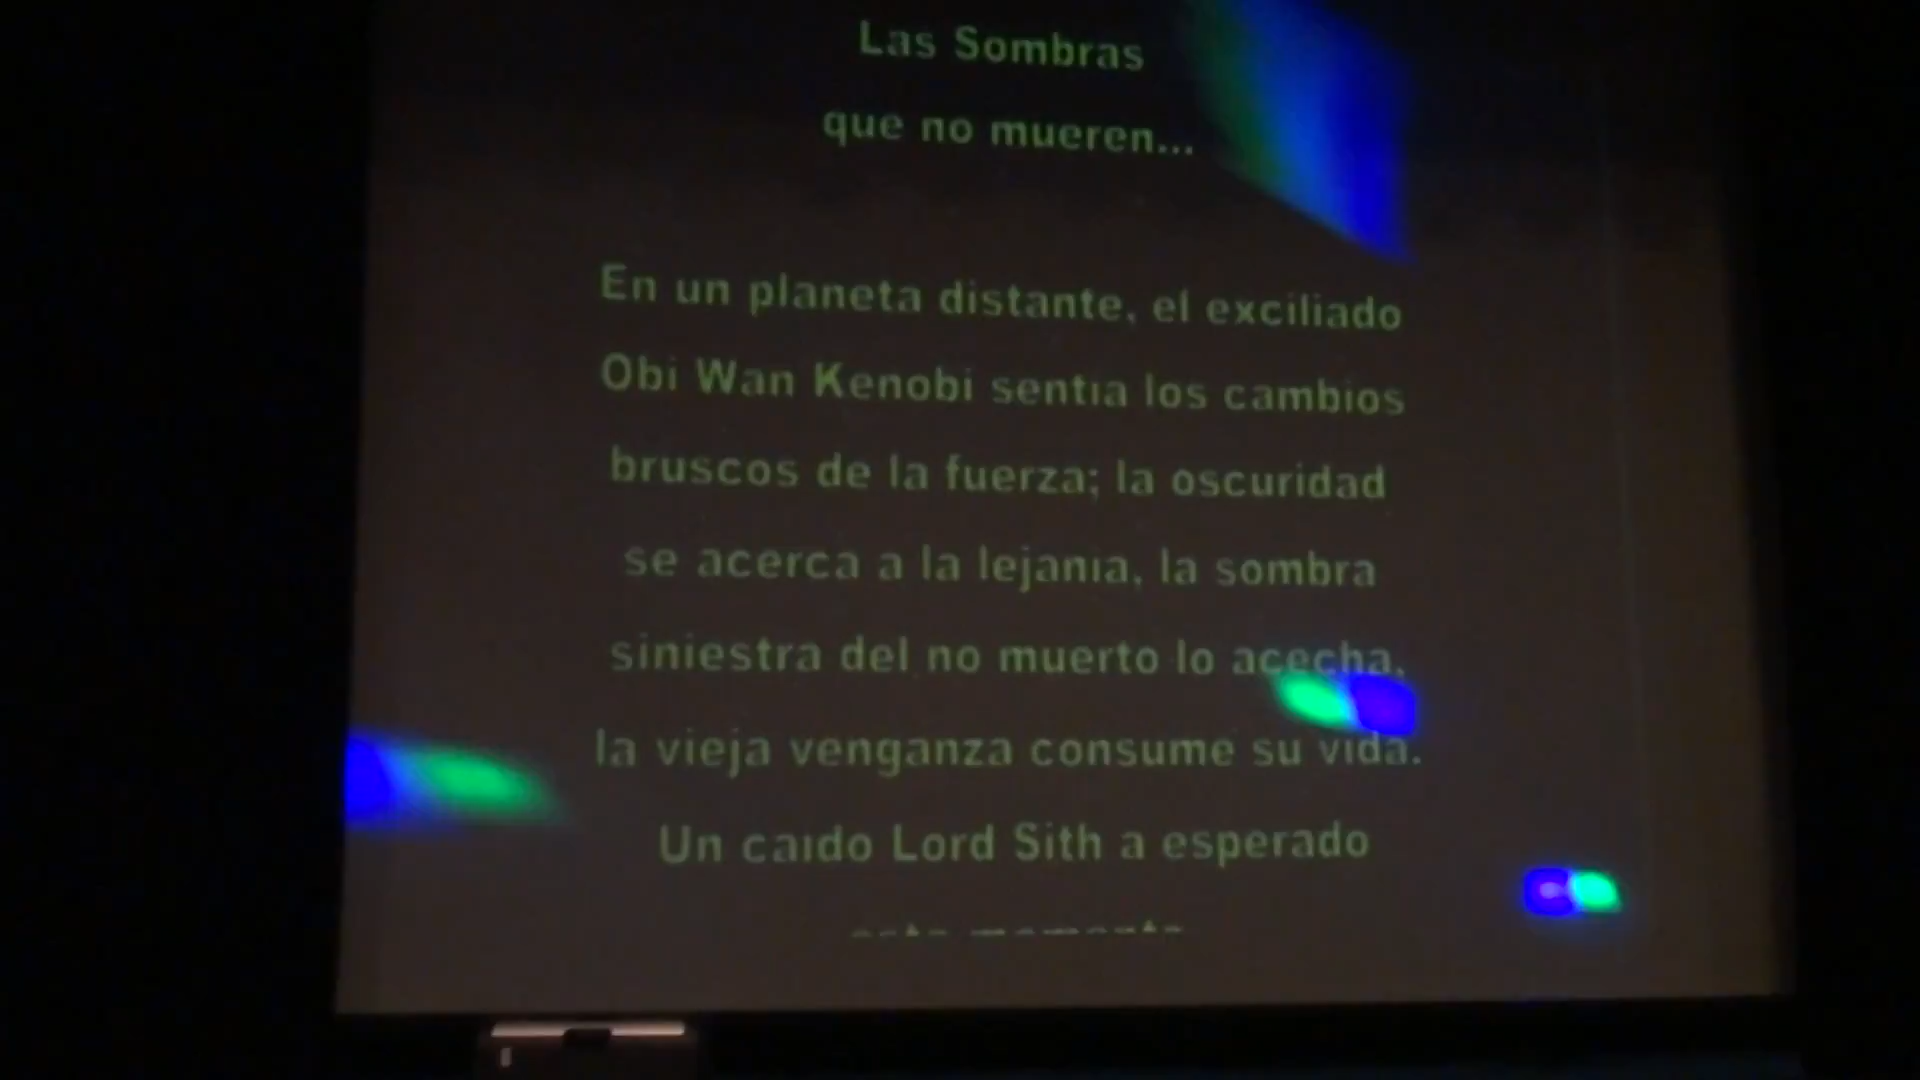 Las Sombras
que no mueren...
En un planeta distante, el exciliado
Obi Wan Kenobi sentia los cambios
bruscos de la fuerza; la oscuridad
se acerca a la lejania, la sombra
siniestra del no muerto lo acecha,
la vieja venganza consume su vida.
Un caido Lord Sith a esperado